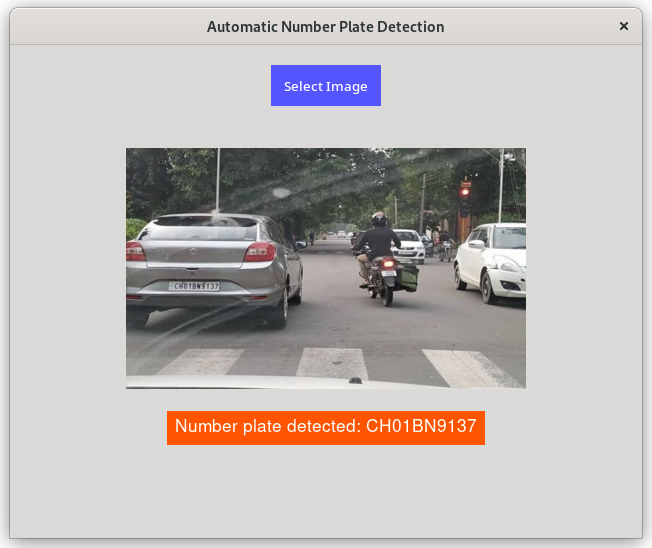 Automatic Number Plate Detection
Select Image
CH01BN9137
Number plate detected: CH01BN9137